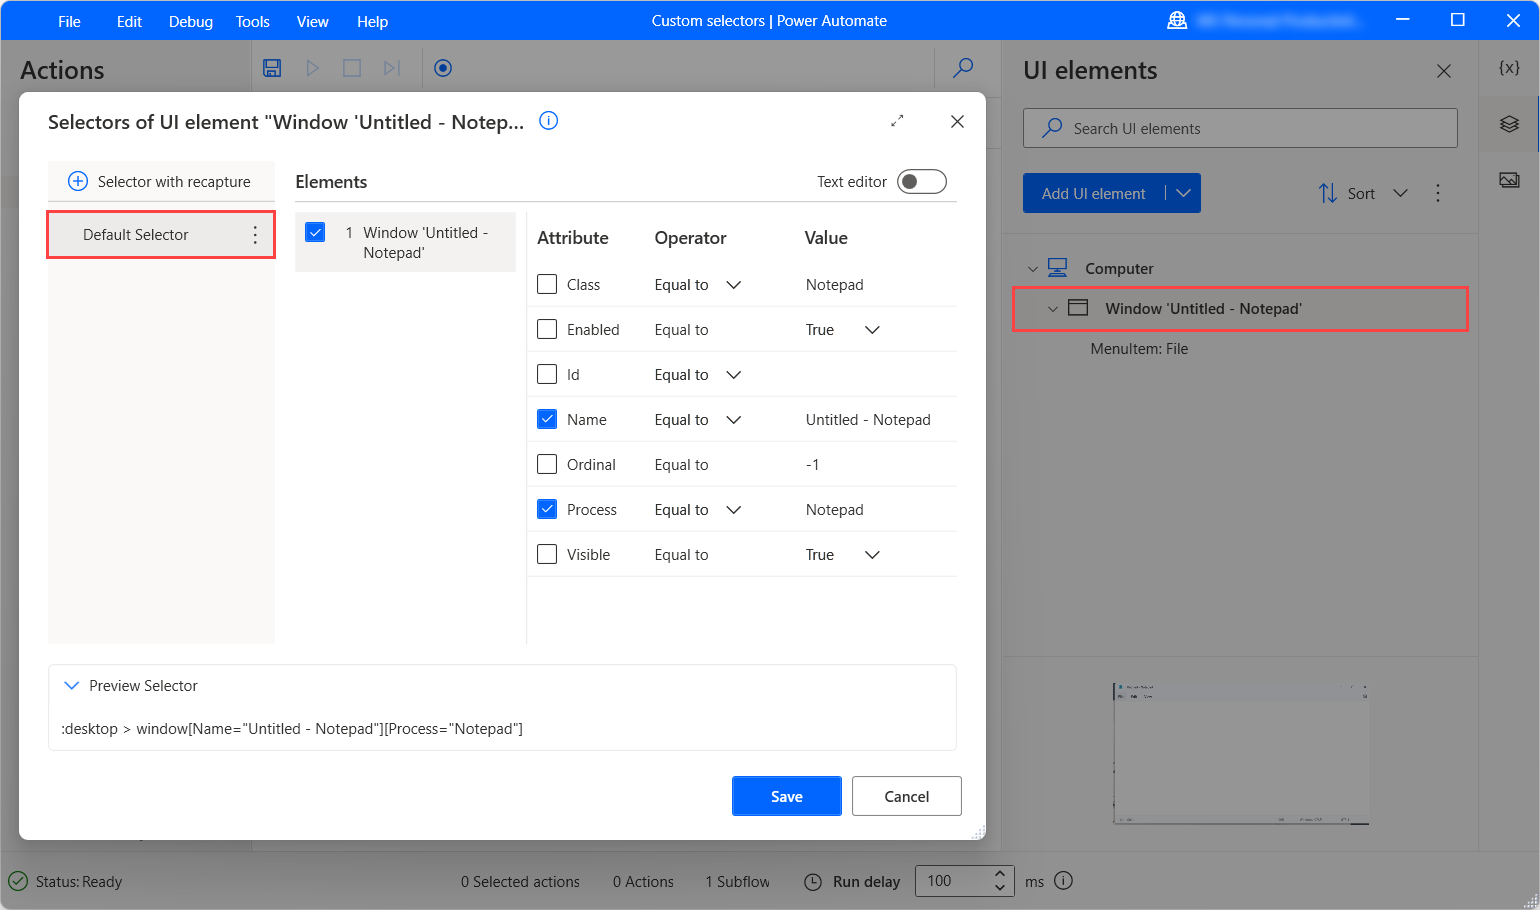 File Edit Debug Tools View Help
Custom selectors | Power Automate
Actions
UI elements
{x}
Search UI elements
Add UI element
Sort
Computer
Window 'Untitled - Notepad'
MenuItem: File
Selectors of UI element "Window 'Untitled - Notep...
Selector with recapture
Default Selector
Elements
Text editor
1 Window 'Untitled -
Notepad'
Attribute Operator Value
Class Equal to Notepad
Enabled Equal to True
Id Equal to
Name Equal to Untitled - Notepad
Ordinal Equal to -1
Process Equal to Notepad
Visible Equal to True
Preview Selector
:desktop > window[Name="Untitled - Notepad"][Process="Notepad"]
Save Cancel
Status: Ready
0 Selected actions
0 Actions
1 Subflow
Run delay
100
ms